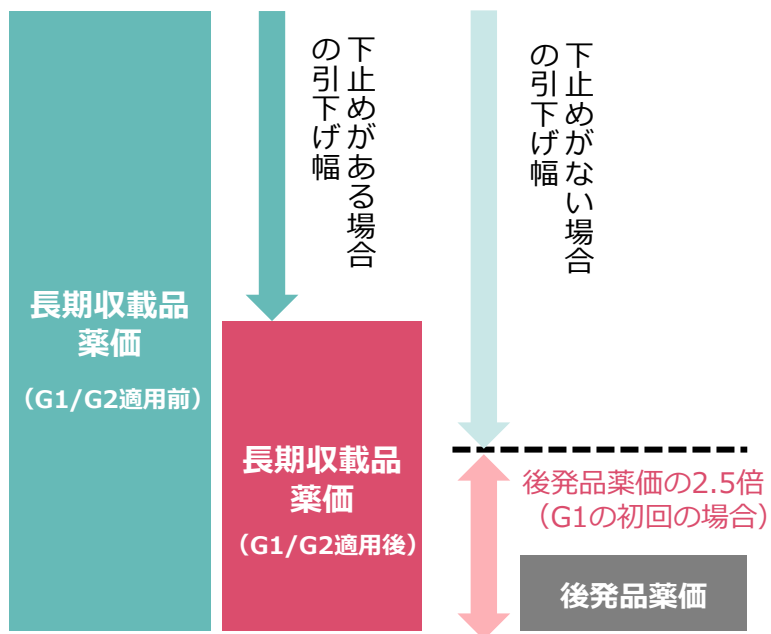 長期収載品
薬価
（G1/G2適用前）
下止めがある場合
の引下げ幅
長期収載品
薬価
（G1/G2適用後）
下止めがない場合
の引下げ幅
後発品薬価の2.5倍
（G1の初回の場合）
後発品薬価